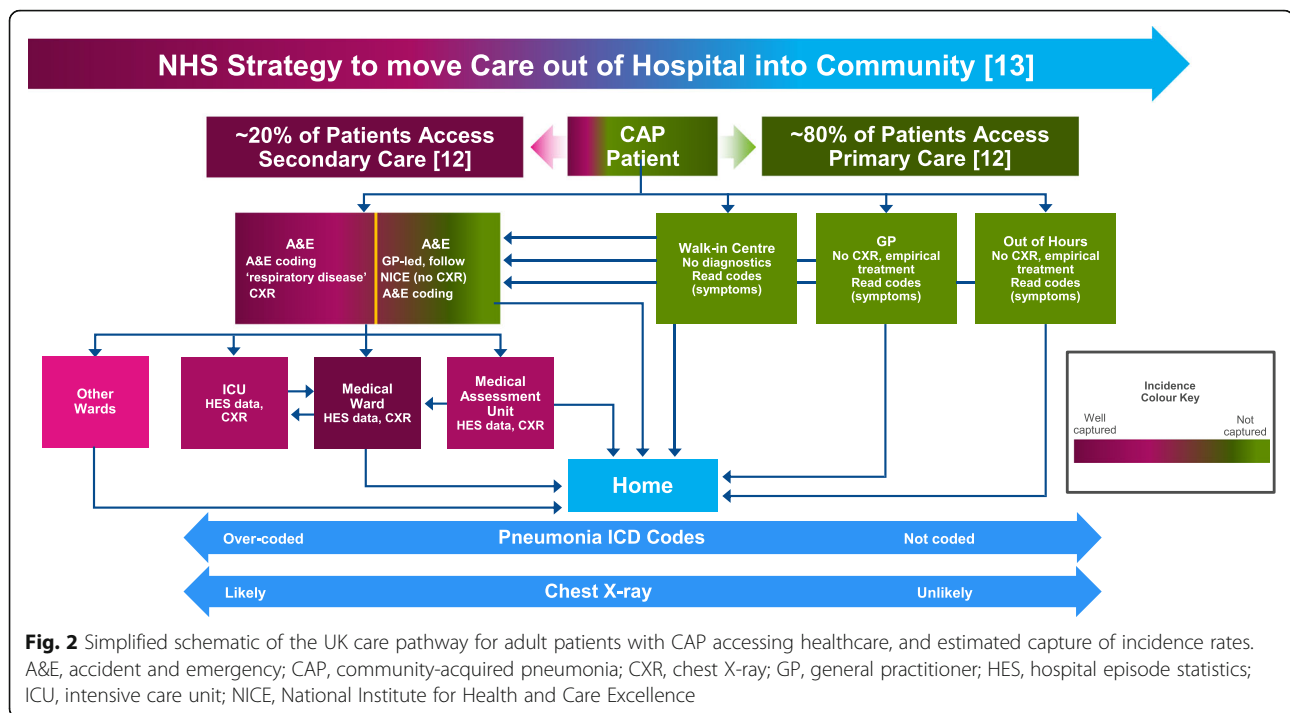 NHS Strategy to move Care out of Hospital into Community [13]
~20% of Patients Access
Secondary Care [12]
CAP
Patient
~80% of Patients Access
Primary Care [12]
A&E
A&E coding
‘respiratory disease’
CXR
A&E
GP-led, follow
NICE (no CXR)
A&E coding
Walk-in Centre
No diagnostics
Read codes
(symptoms)
GP
No CXR, empirical
treatment
Read codes
(symptoms)
Out of Hours
No CXR, empirical
treatment
Read codes
(symptoms)
Other
Wards
ICU
HES data,
CXR
Medical
Ward
HES data, CXR
Medical
Assessment
Unit
HES data, CXR
Incidence
Colour Key
Well
captured
Not
captured
Home
Over-coded Pneumonia ICD Codes Not coded
Likely Chest X-ray Unlikely
Fig. 2 Simplified schematic of the UK care pathway for adult patients with CAP accessing healthcare, and estimated capture of incidence rates.
A&E, accident and emergency; CAP, community-acquired pneumonia; CXR, chest X-ray; GP, general practitioner; HES, hospital episode statistics;
ICU, intensive care unit; NICE, National Institute for Health and Care Excellence